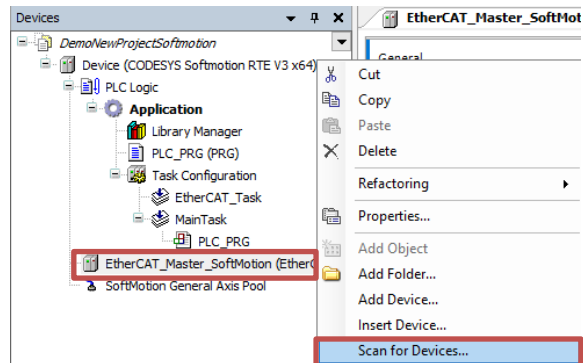 Devices
EtherCAT_Master_SoftMot
DemoNewProjectSoftmotion
General
Device (CODESYS Softmotion RTE V3 x64)
Cut
PLC Logic
Copy
Application
Paste
Library Manager
Delete
PLC_PRG (PRG)
Task Configuration
Refactoring
EtherCAT_Task
Properties...
MainTask
PLC_PRG
Add Object
EtherCAT_Master_SoftMotion (EtherC
Add Folder...
SoftMotion General Axis Pool
Add Device...
Insert Device...
Scan for Devices...